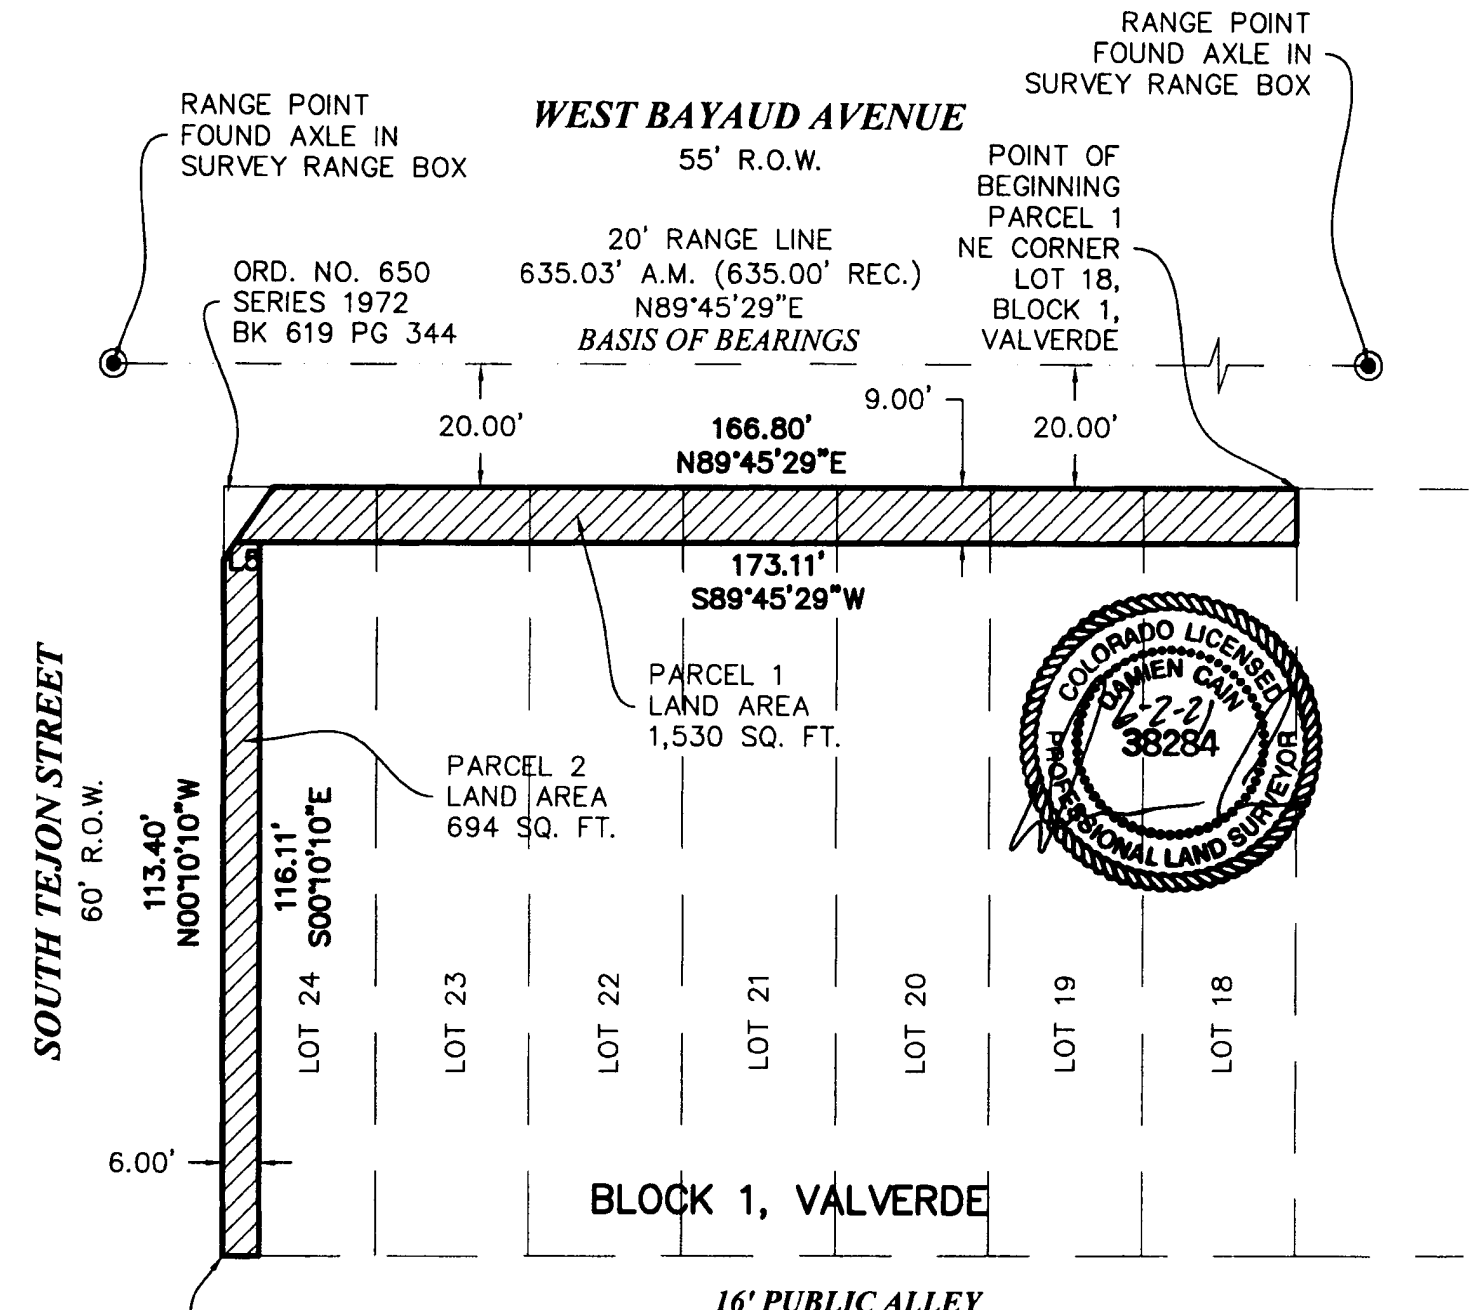 RANGE POINT
FOUND AXLE IN
SURVEY RANGE BOX
RANGE POINT
FOUND AXLE IN
SURVEY RANGE BOX
WEST BAYAUD AVENUE
55' R.O.W.
POINT OF
BEGINNING
PARCEL 1
NE CORNER
LOT 18,
BLOCK 1,
VALVERDE
20' RANGE LINE
635.03' A.M. (635.00' REC.)
N89°45'29"E
BASIS OF BEARINGS
ORD. NO. 650
SERIES 1972
BK 619 PG 344
20.00'
166.80'
N89°45'29"E
9.00'
20.00'
L5
173.11'
S89°45'29"W
PARCEL 1
LAND AREA
1,530 SQ. FT.
PARCEL 2
LAND AREA
694 SQ. FT.
COLORADO LICENSED
DAMIEN CAIN
6-2-21
38284
PROFESSIONAL LAND SURVEYOR
SOUTH TEJON STREET
60' R.O.W.
113.40'
N00°10'10"W
116.11'
S00°10'10"E
LOT 24
LOT 23
LOT 22
LOT 21
LOT 20
LOT 19
LOT 18
6.00'
BLOCK 1, VALVERDE
16' PUBLIC ALLEY